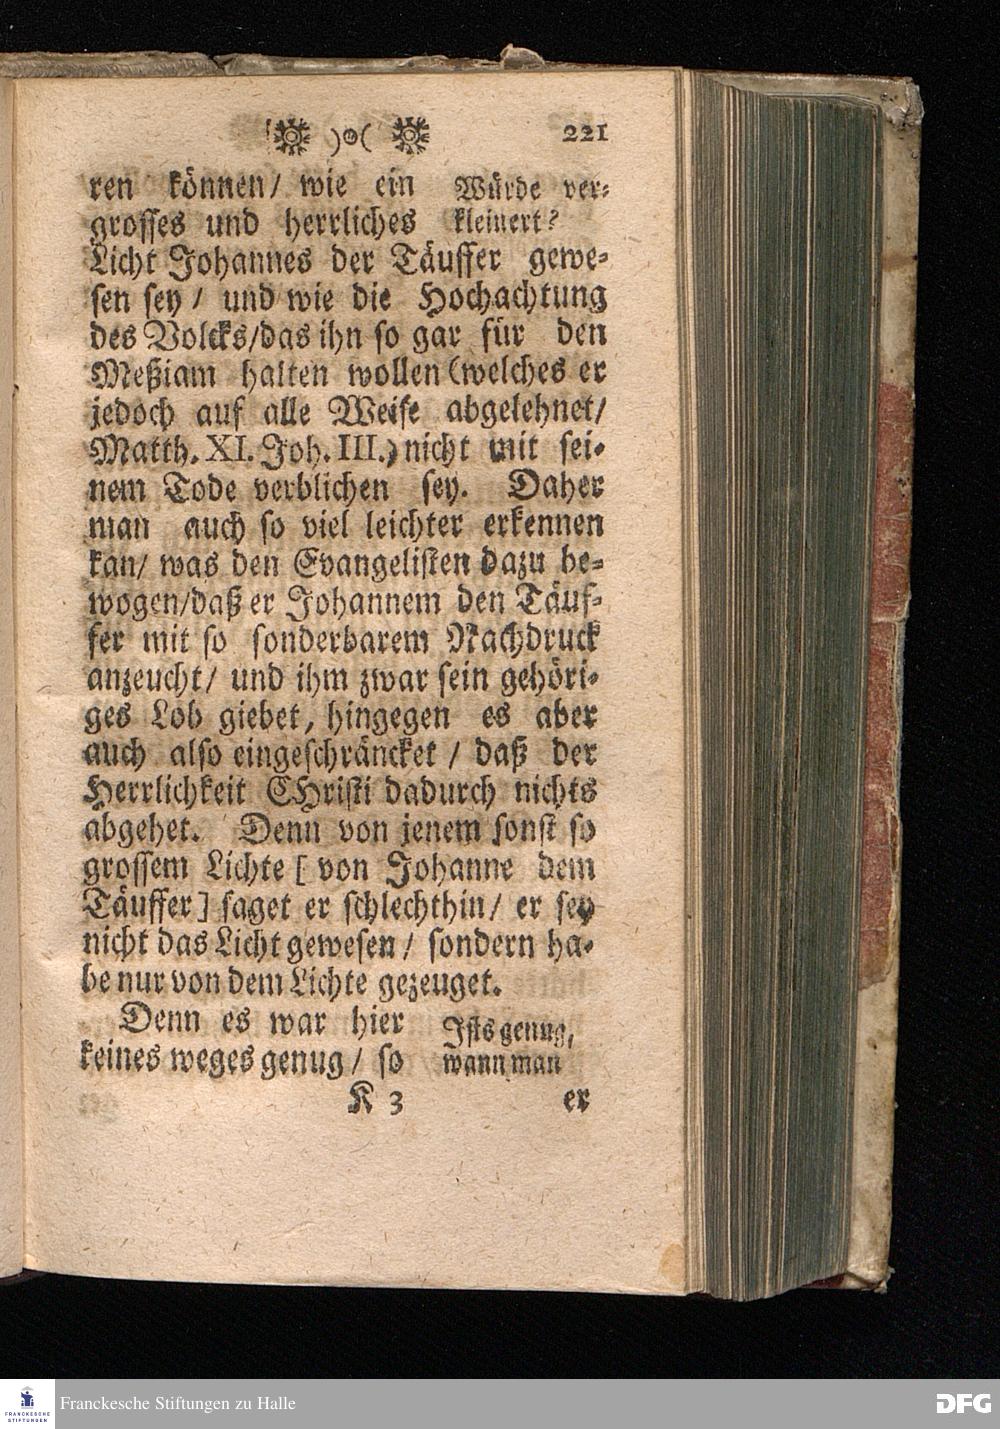 )o( 221
ren können/ wie ein
grosses und herrliches
Würde ver-
kleinert?
Licht Johannes der Täuffer gewe-
sen sey / und wie die Hochachtung
des Volcks/das ihn so gar für den
Meßiam halten wollen (welches er
jedoch auf alle Weise abgelehnet/
Matth. XI. Joh. III.) nicht mit sei-
nem Tode verblichen sey. Daher
man auch so viel leichter erkennen
kan/ was den Evangelisten dazu be-
wogen/daß er Johannem den Täuf-
fer mit so sonderbarem Nachdruck
anzeucht/ und ihm zwar sein gehöri-
ges Lob giebet, hingegen es aber
auch also eingeschräncket / daß der
Herrlichkeit CHristi dadurch nichts
abgehet. Denn von jenem sonst so
grossem Lichte [ von Johanne dem
Täuffer] saget er schlechthin/ er sey
nicht das Licht gewesen / sondern ha-
be nur von dem Lichte gezeuget.
Denn es war hier
keines weges genug / so
Ists genug,
wann man
K 3 er
Franckesche Stiftungen zu Halle
FRANCKESCHE
STIFTUNGEN
DFG